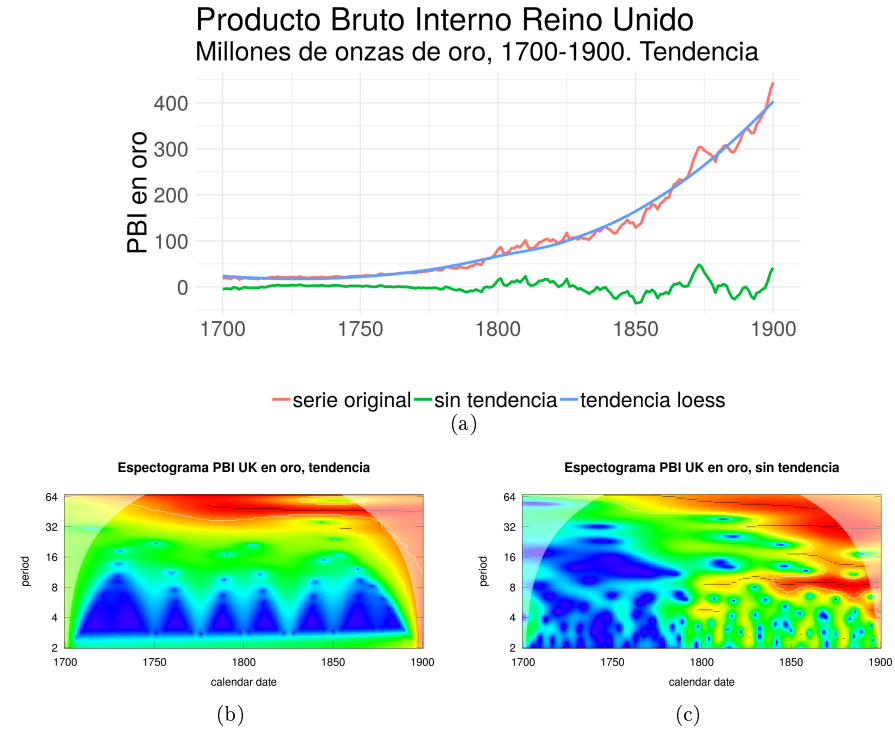 Producto Bruto Interno Reino Unido
Millones de onzas de oro, 1700-1900. Tendencia
PBI en oro
400
300
200
100
0
1700 1750 1800 1850 1900
serie original sin tendencia tendencia loess
(a)
Espectograma PBI UK en oro, tendencia
period
64
32
16
8
4
2
1700 1750 1800 1850 1900
calendar date
(b)
Espectograma PBI UK en oro, sin tendencia
period
64
32
16
8
4
2
1700 1750 1800 1850 1900
calendar date
(c)